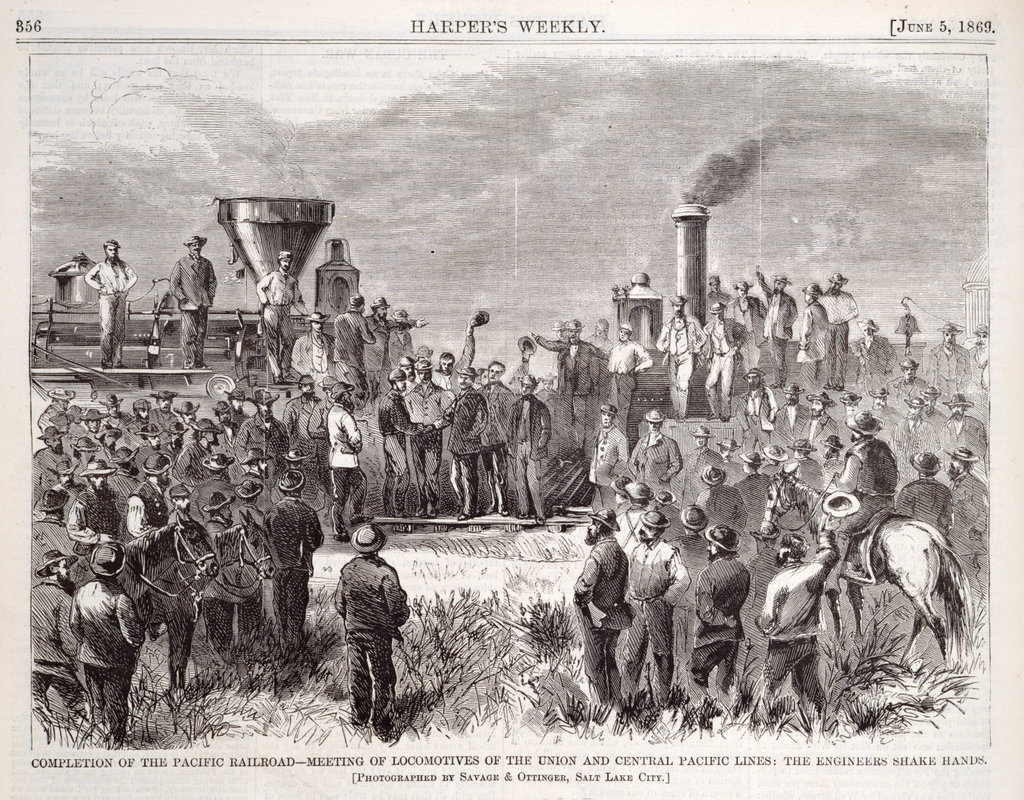 356 HARPER'S WEEKLY. [JUNE 5, 1869.
COMPLETION OF THE PACIFIC RAILROAD—MEETING OF LOCOMOTIVES OF THE UNION AND CENTRAL PACIFIC LINES: THE ENGINEERS SHAKE HANDS.
[PHOTOGRAPHED BY SAVAGE & OTTINGER, SALT LAKE CITY.]